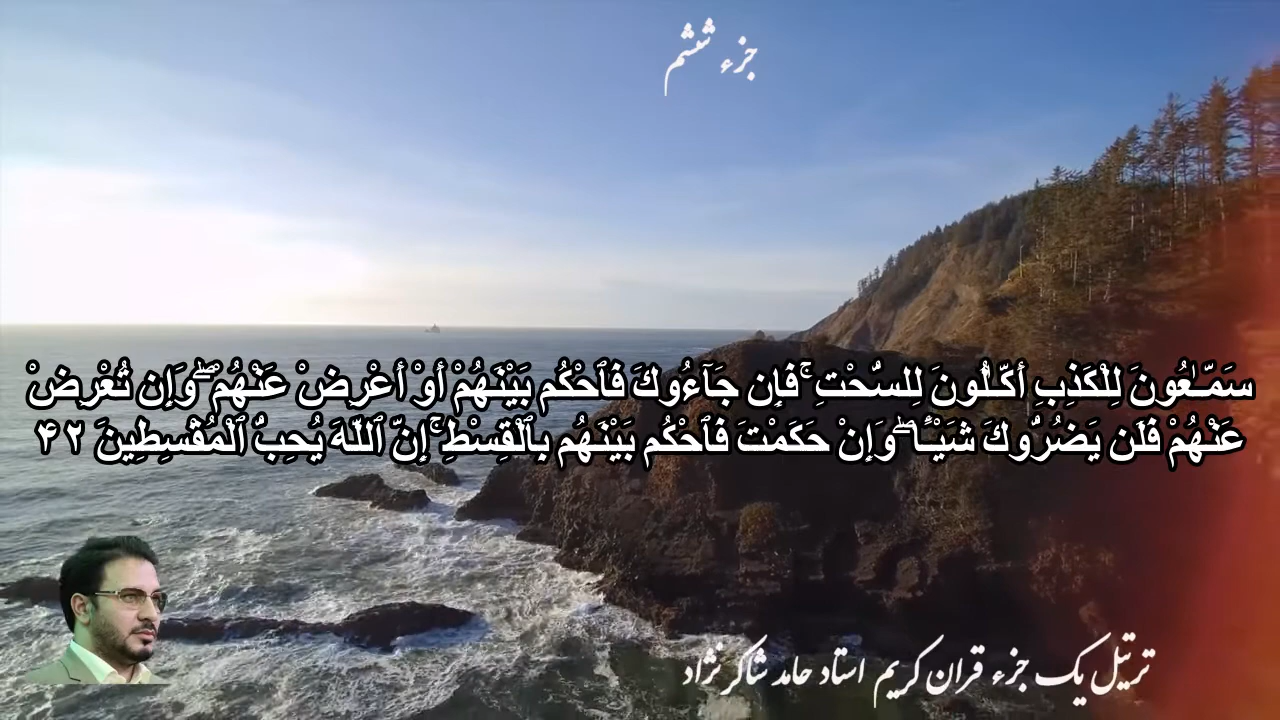 جزء ششم
سَمَّـٰعُونَ لِلْكَذِبِ أَكَّـٰلُونَ لِلسُّحْتِ ۚ فَإِن جَآءُوكَ فَٱحْكُم بَيْنَهُمْ أَوْ أَعْرِضْ عَنْهُمْ ۖ وَإِن تُعْرِضْ
عَنْهُمْ فَلَن يَضُرُّوكَ شَيْـًٔا ۖ وَإِنْ حَكَمْتَ فَٱحْكُم بَيْنَهُم بِٱلْقِسْطِ ۚ إِنَّ ٱللَّهَ يُحِبُّ ٱلْمُقْسِطِينَ ۴۲
ترتیل یک جزء قران کریم استاد حامد شاکرنژاد